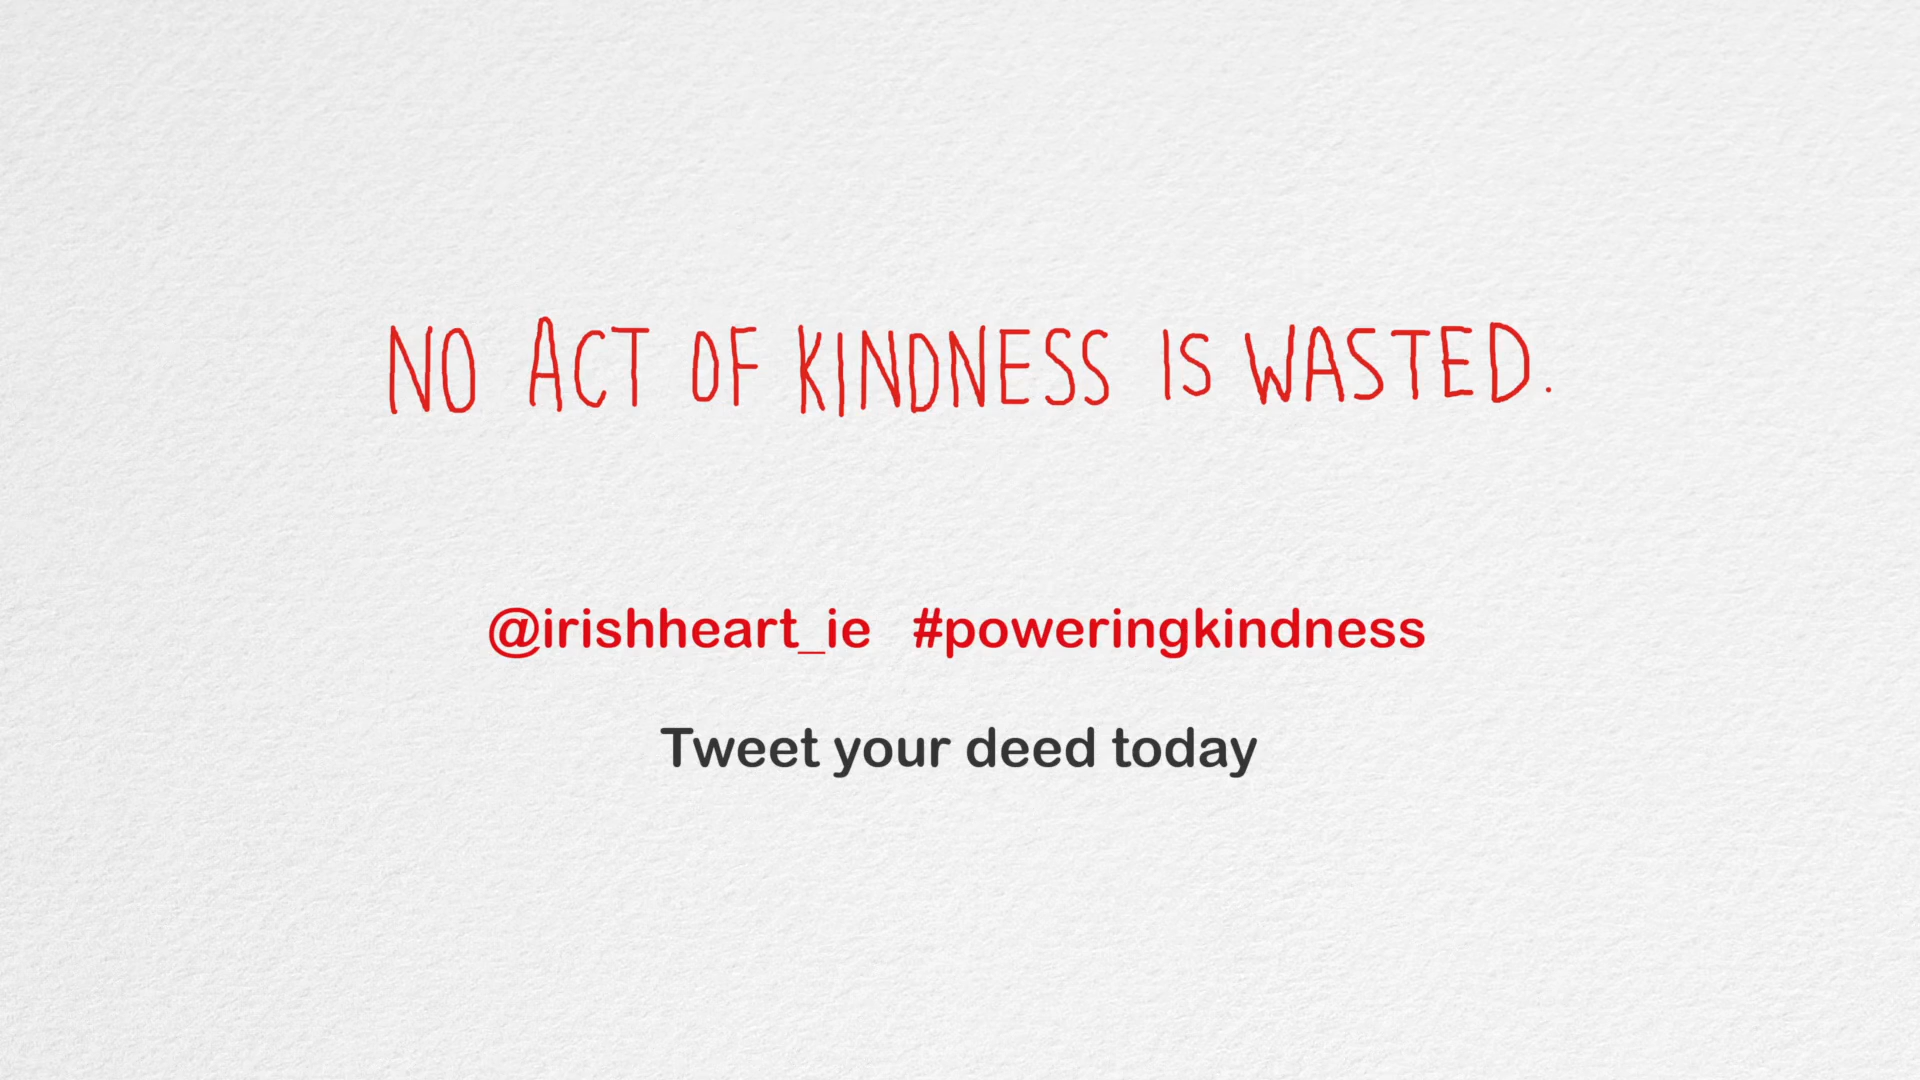 NO ACT OF KINDNESS IS WASTED.
@irishheart_ie #poweringkindness
Tweet your deed today